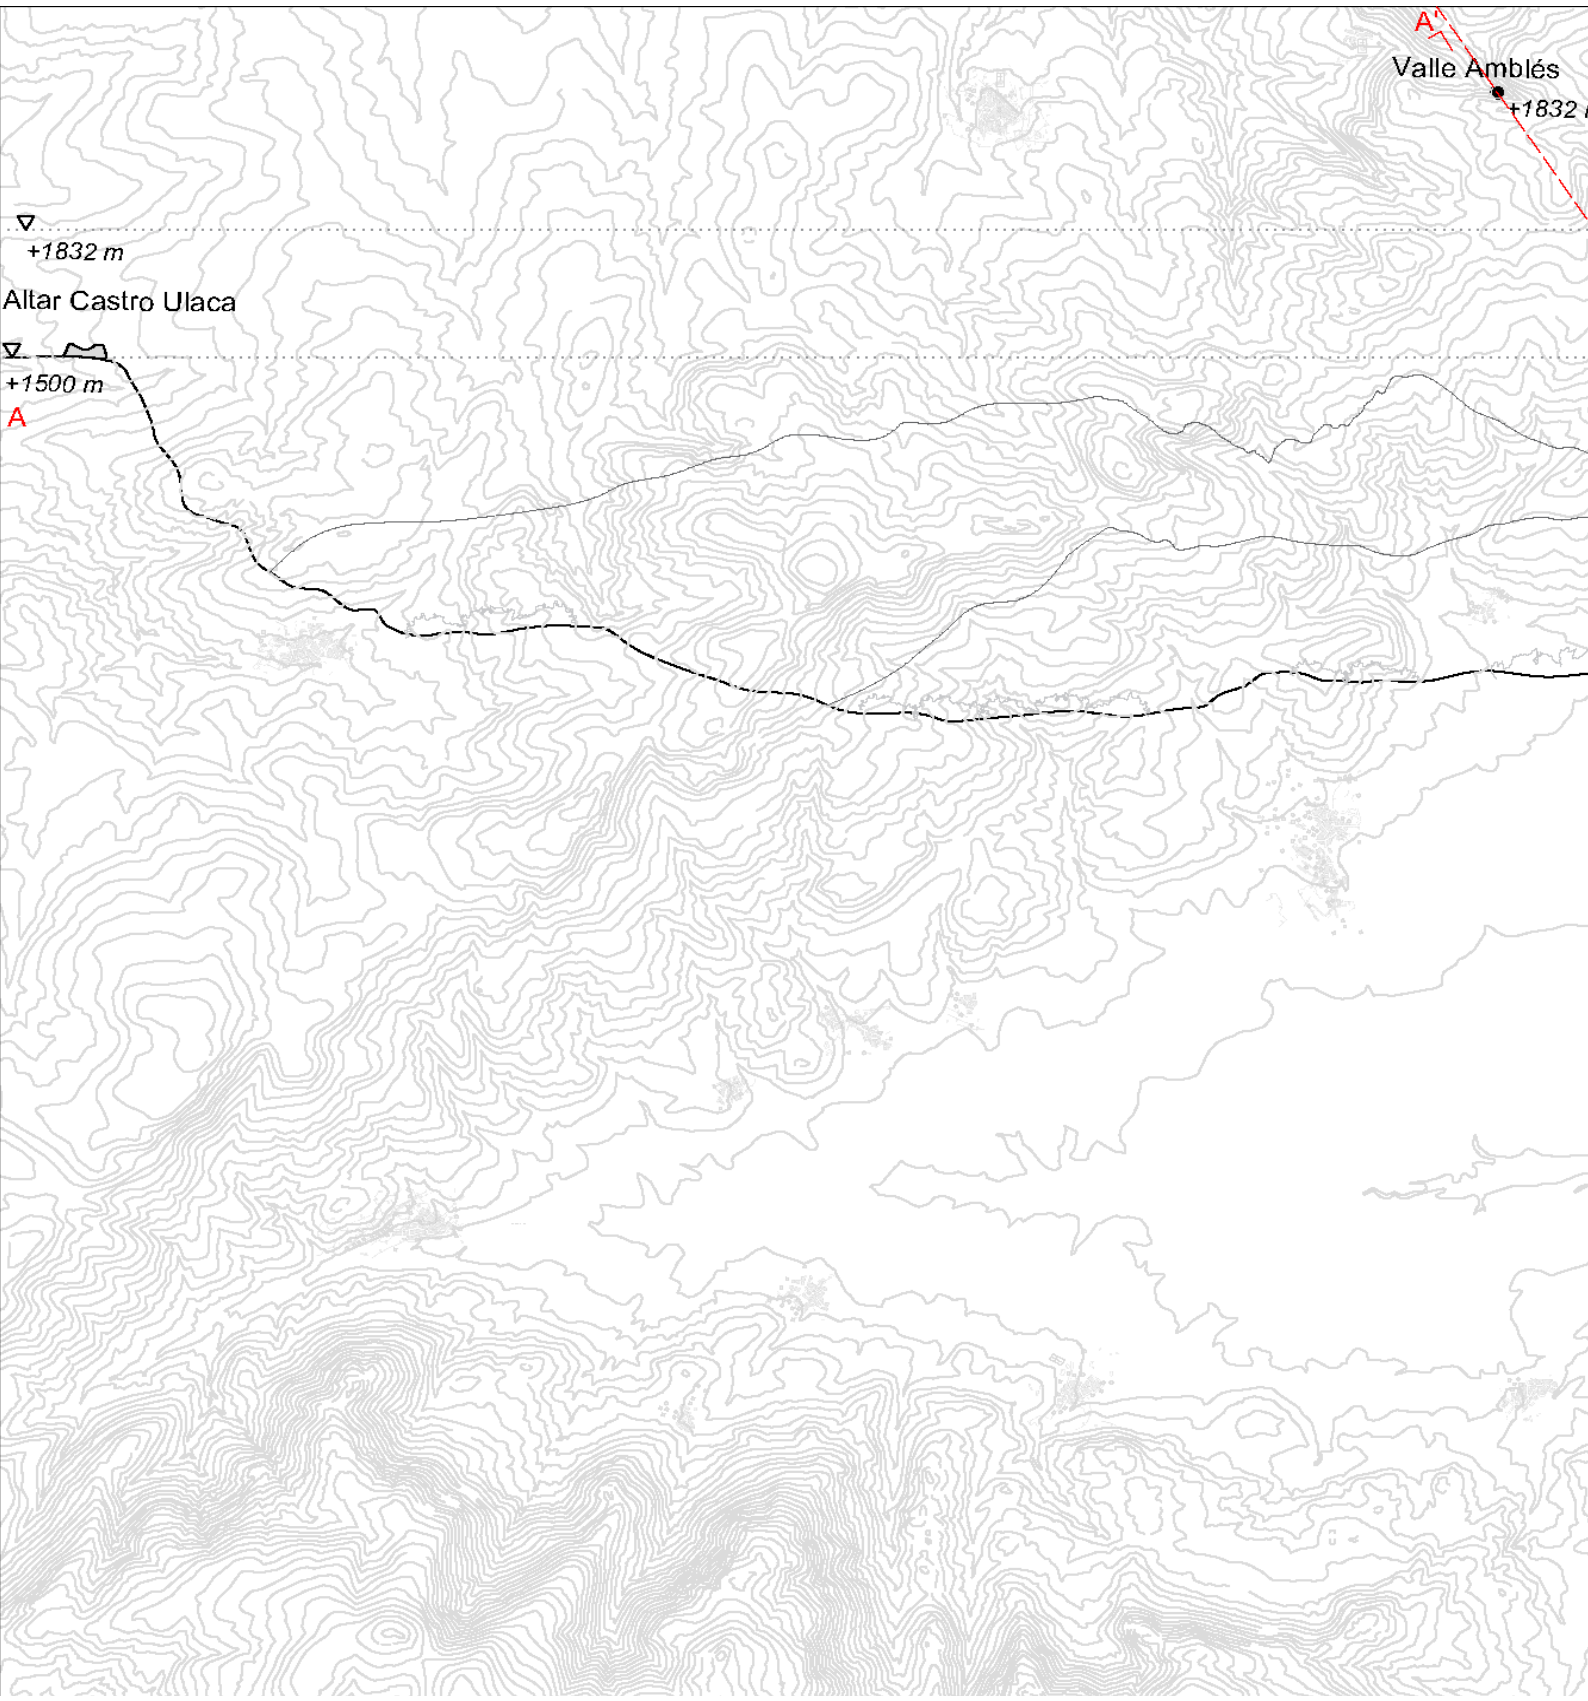 A'
Valle Amblés
+1832
+1832 m
Altar Castro Ulaca
+1500 m
A